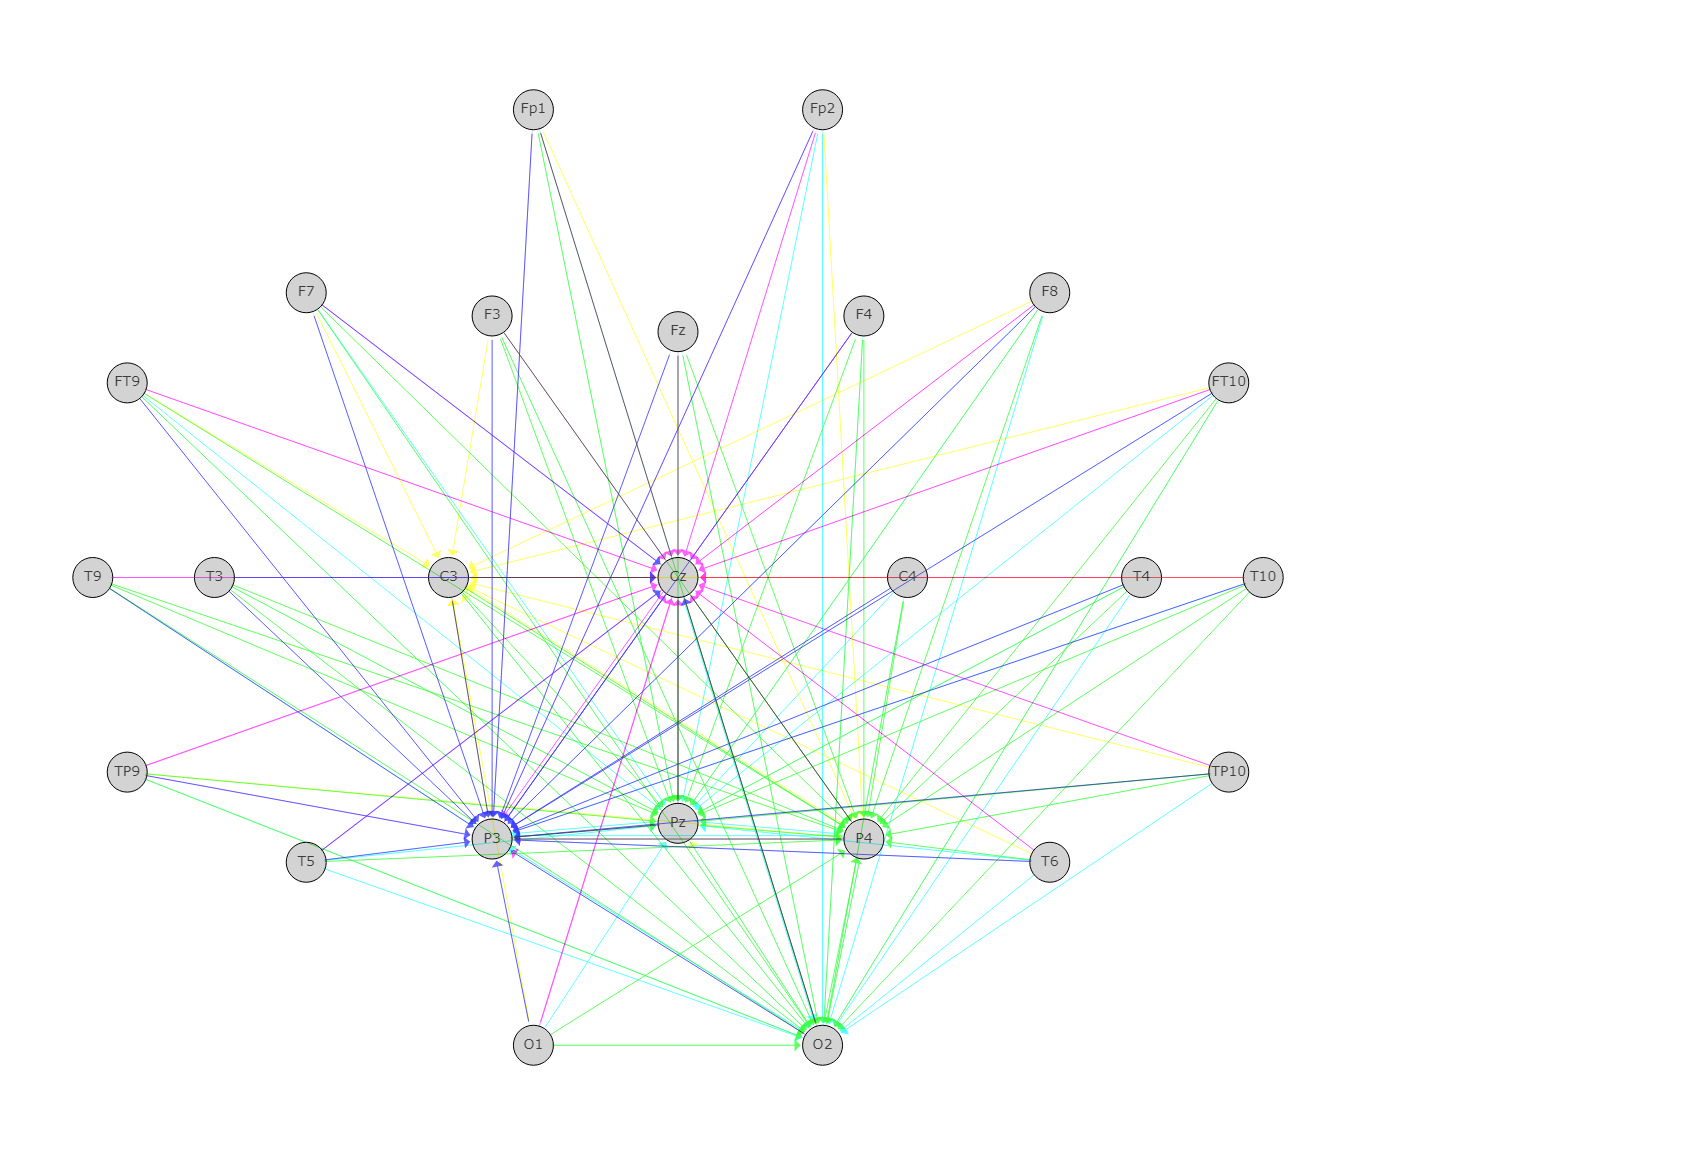 Fp1 Fp2
F7 F3 Fz F4 F8
FT9 FT10
T9 T3 C3 Cz C4 T4 T10
TP9 TP10
T5 P3 Pz P4 T6
O1 O2